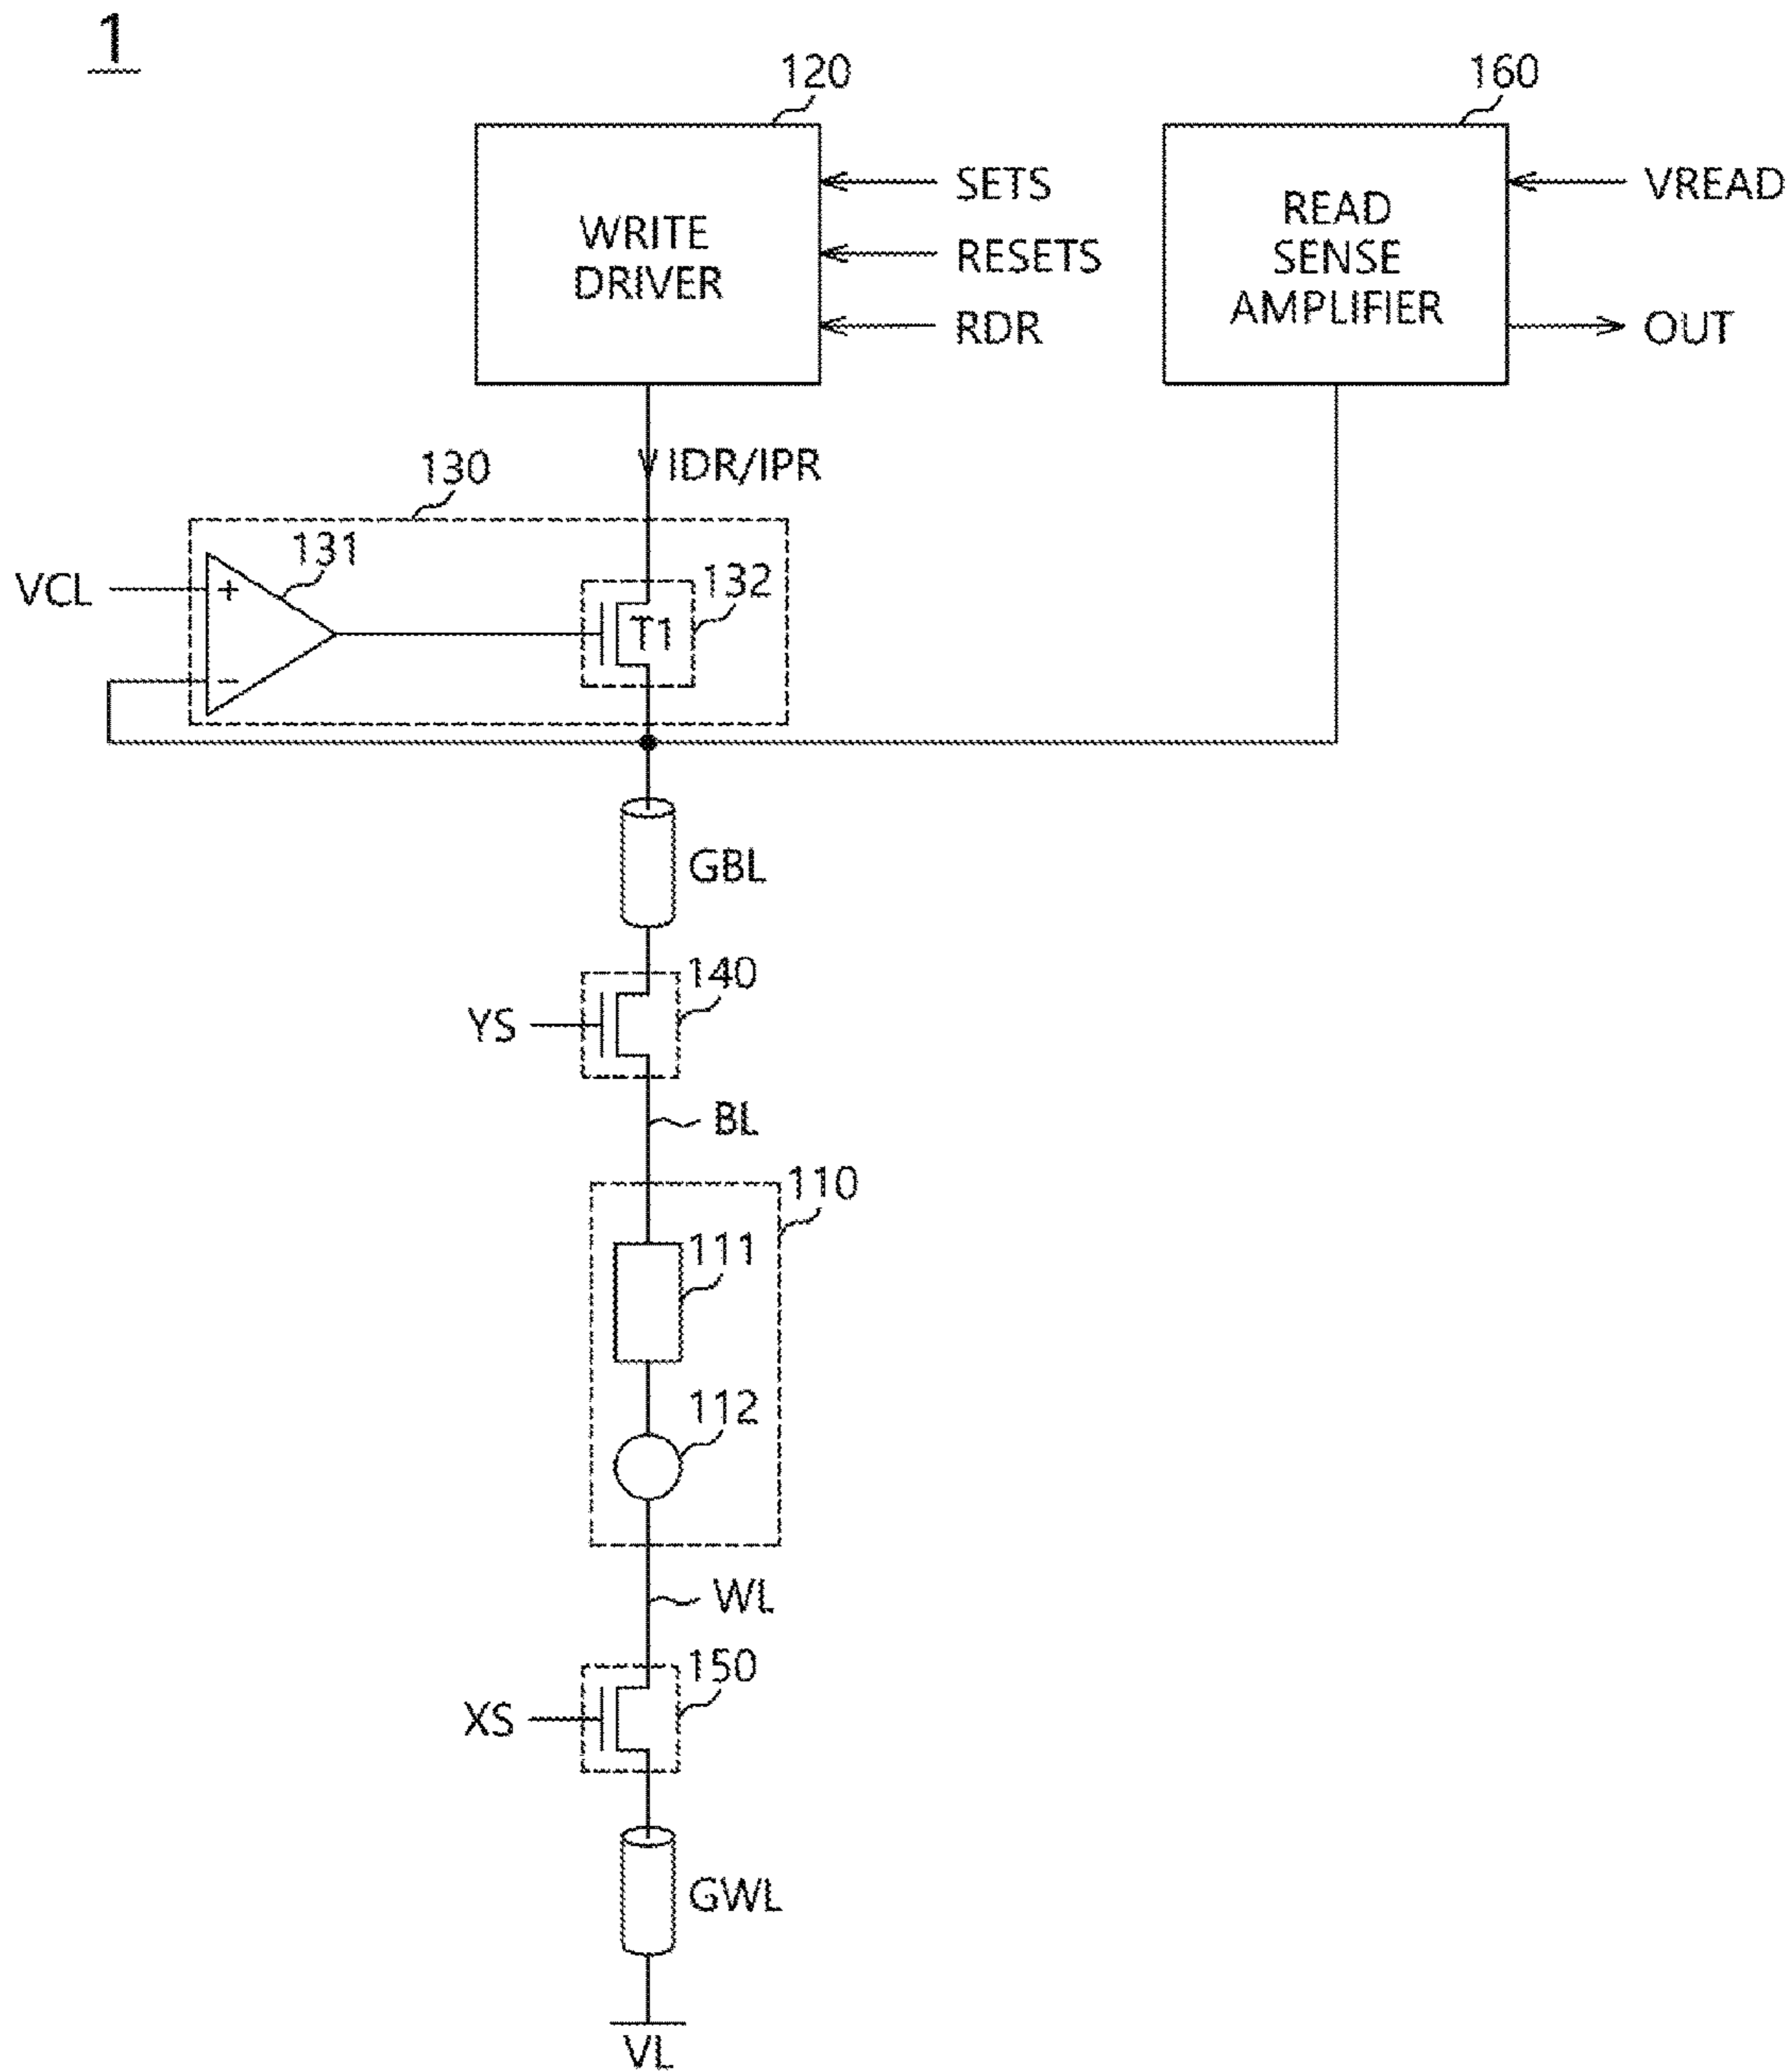 1
120
160
WRITE
DRIVER
SETS
RESETS
RDR
READ
SENSE
AMPLIFIER
VREAD
OUT
IDR/IPR
130
131
VCL
+
-
132
T1
GBL
140
YS
BL
110
111
112
WL
150
XS
GWL
VL